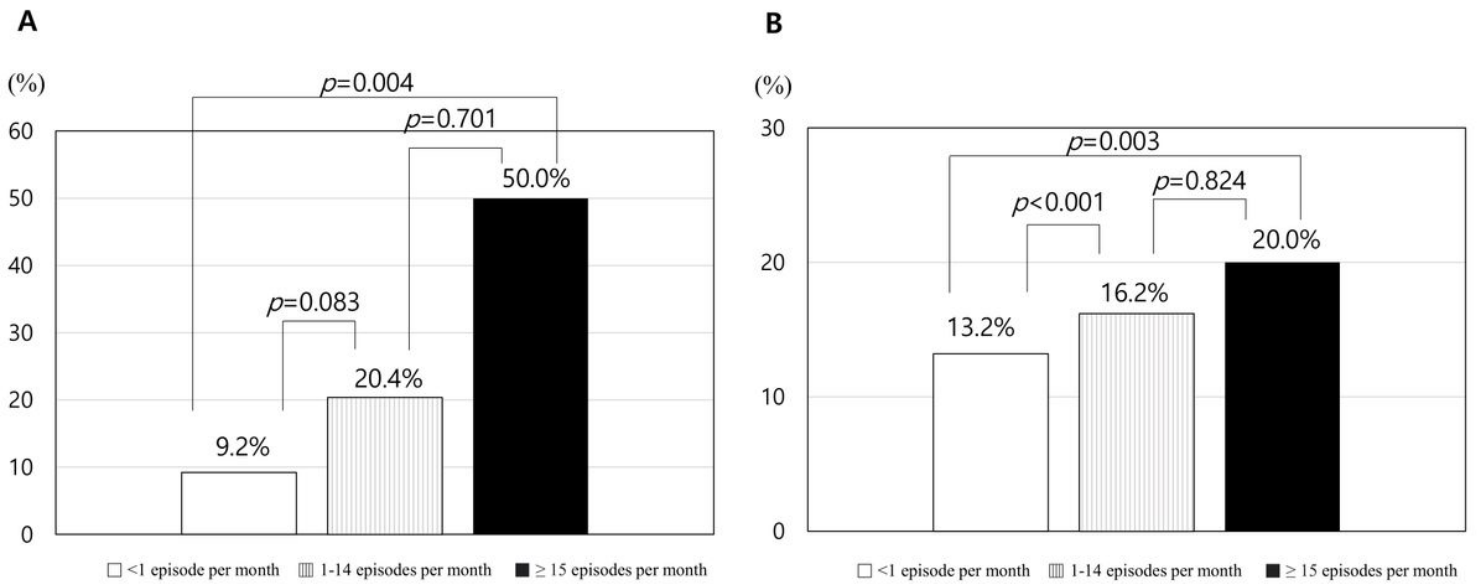 A
(%)
p=0.004
p=0.701
60
50.0%
50
40
p=0.083
30
20.4%
20
9.2%
10
0
<1 episode per month 1-14 episodes per month ≥ 15 episodes per month
B
(%)
30
p=0.003
p=0.824
p<0.001
20.0%
20
16.2%
13.2%
10
0
<1 episode per month 1-14 episodes per month ≥ 15 episodes per month